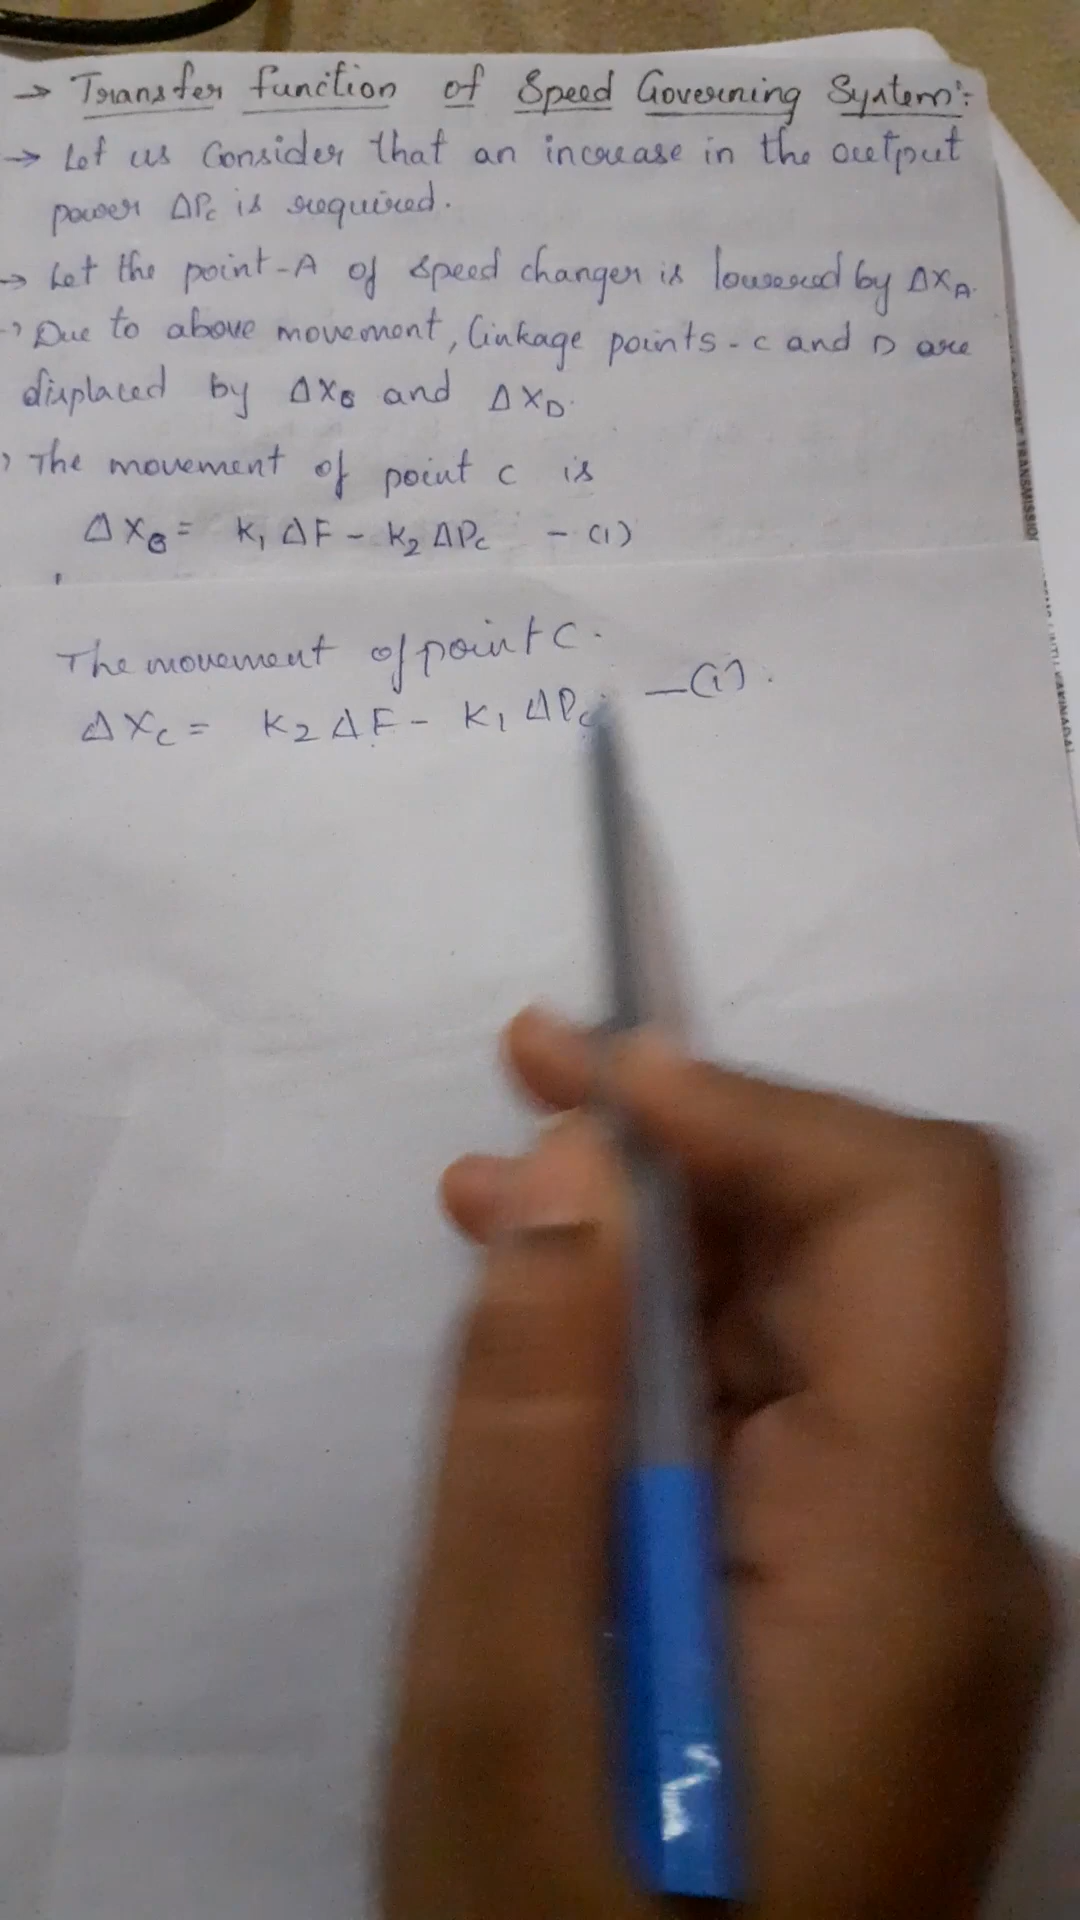 → Transfer function of Speed Governing System:-
→ Let us Consider that an increase in the output
power ΔPc is required.
→ Let the point-A of speed changer is lowered by ΔXA.
→ Due to above movement, linkage points - C and D are
displaced by ΔXB and ΔXD.
→ The movement of point C is
ΔXB = K1 ΔF - K2 ΔPc - (1)
The movement of point C.
ΔXC = K2 ΔF - K1 ΔPc - (1).
TRANSMISSION
KAKINADA)